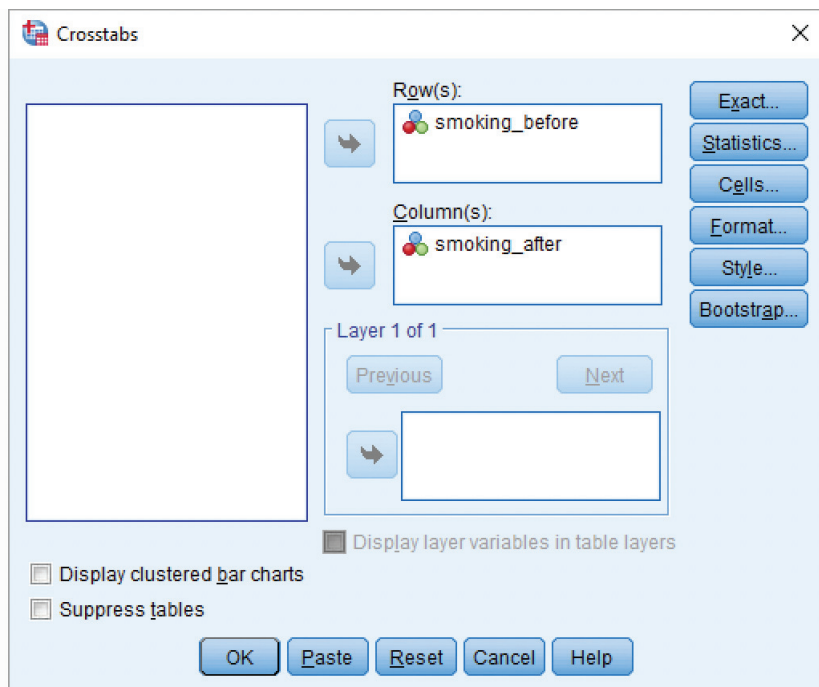 Crosstabs
Row(s):
smoking_before
Column(s):
smoking_after
Layer 1 of 1
Previous
Next
Display layer variables in table layers
Exact...
Statistics...
Cells...
Format...
Style...
Bootstrap...
Display clustered bar charts
Suppress tables
OK
Paste
Reset
Cancel
Help